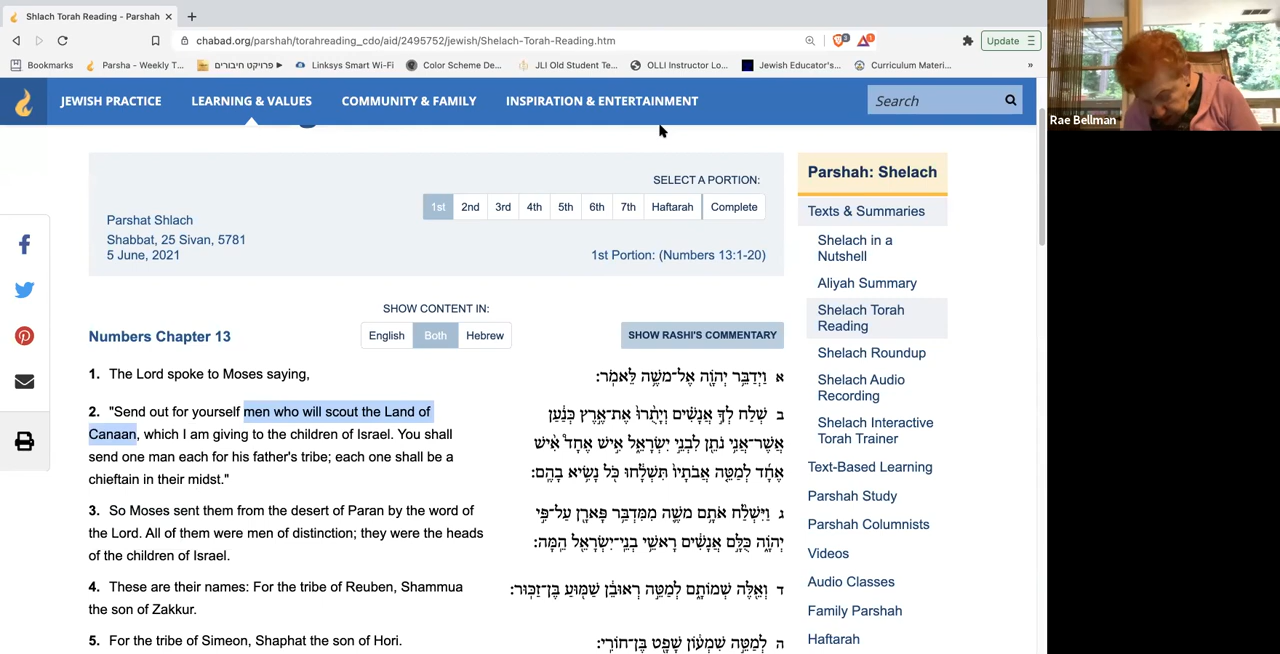 Shlach Torah Reading - Parshah
chabad.org/parshah/torahreading_cdo/aid/2495752/jewish/Shelach-Torah-Reading.htm
3
1
Update
Bookmarks
Parsha - Weekly T...
פרויקט חיבורים
Linksys Smart Wi-Fi
Color Scheme De...
JLI Old Student Te...
OLLI Instructor Lo...
Jewish Educator's...
Curriculum Materi...
»
Rae Bellman
JEWISH PRACTICE
LEARNING & VALUES
COMMUNITY & FAMILY
INSPIRATION & ENTERTAINMENT
Search
SELECT A PORTION:
1st 2nd 3rd 4th 5th 6th 7th Haftarah Complete
Parshat Shlach
Shabbat, 25 Sivan, 5781
5 June, 2021
1st Portion: (Numbers 13:1-20)
SHOW CONTENT IN:
Numbers Chapter 13
English Both Hebrew
SHOW RASHI'S COMMENTARY
1. The Lord spoke to Moses saying,
א וַיְדַבֵּ֥ר יְהֹוָ֖ה אֶל־משֶׁ֥ה לֵּאמֹֽר:
2. "Send out for yourself men who will scout the Land of
Canaan, which I am giving to the children of Israel. You shall
send one man each for his father's tribe; each one shall be a
chieftain in their midst."
ב שְׁלַח־לְךָ֣ אֲנָשִׁ֗ים וְיָתֻ֨רוּ֙ אֶת־אֶ֣רֶץ כְּנַ֔עַן
אֲשֶׁר־אֲנִ֥י נֹתֵ֖ן לִבְנֵ֣י יִשְׂרָאֵ֑ל אִ֣ישׁ אֶחָד֩ אִ֨ישׁ
אֶחָ֜ד לְמַטֵּ֤ה אֲבֹתָיו֙ תִּשְׁלָ֔חוּ כֹּ֖ל נָשִׂ֥יא בָהֶֽם:
3. So Moses sent them from the desert of Paran by the word of
the Lord. All of them were men of distinction; they were the heads
of the children of Israel.
ג וַיִּשְׁלַ֨ח אֹתָ֥ם משֶׁ֛ה מִמִּדְבַּ֥ר פָּארָ֖ן עַל־פִּ֣י
יְהֹוָ֑ה כֻּלָּ֣ם אֲנָשִׁ֔ים רָאשֵׁ֥י בְנֵֽי־יִשְׂרָאֵ֖ל הֵֽמָּה:
4. These are their names: For the tribe of Reuben, Shammua
the son of Zakkur.
ד וְאֵ֖לֶּה שְׁמוֹתָ֑ם לְמַטֵּ֣ה רְאוּבֵ֔ן שַׁמּ֖וּעַ בֶּן־זַכּֽוּר:
5. For the tribe of Simeon, Shaphat the son of Hori.
ה לְמַטֵּ֣ה שִׁמְע֔וֹן שָׁפָ֖ט בֶּן־חוֹרִֽי:
Parshah: Shelach
Texts & Summaries
Shelach in a
Nutshell
Aliyah Summary
Shelach Torah
Reading
Shelach Roundup
Shelach Audio
Recording
Shelach Interactive
Torah Trainer
Text-Based Learning
Parshah Study
Parshah Columnists
Videos
Audio Classes
Family Parshah
Haftarah